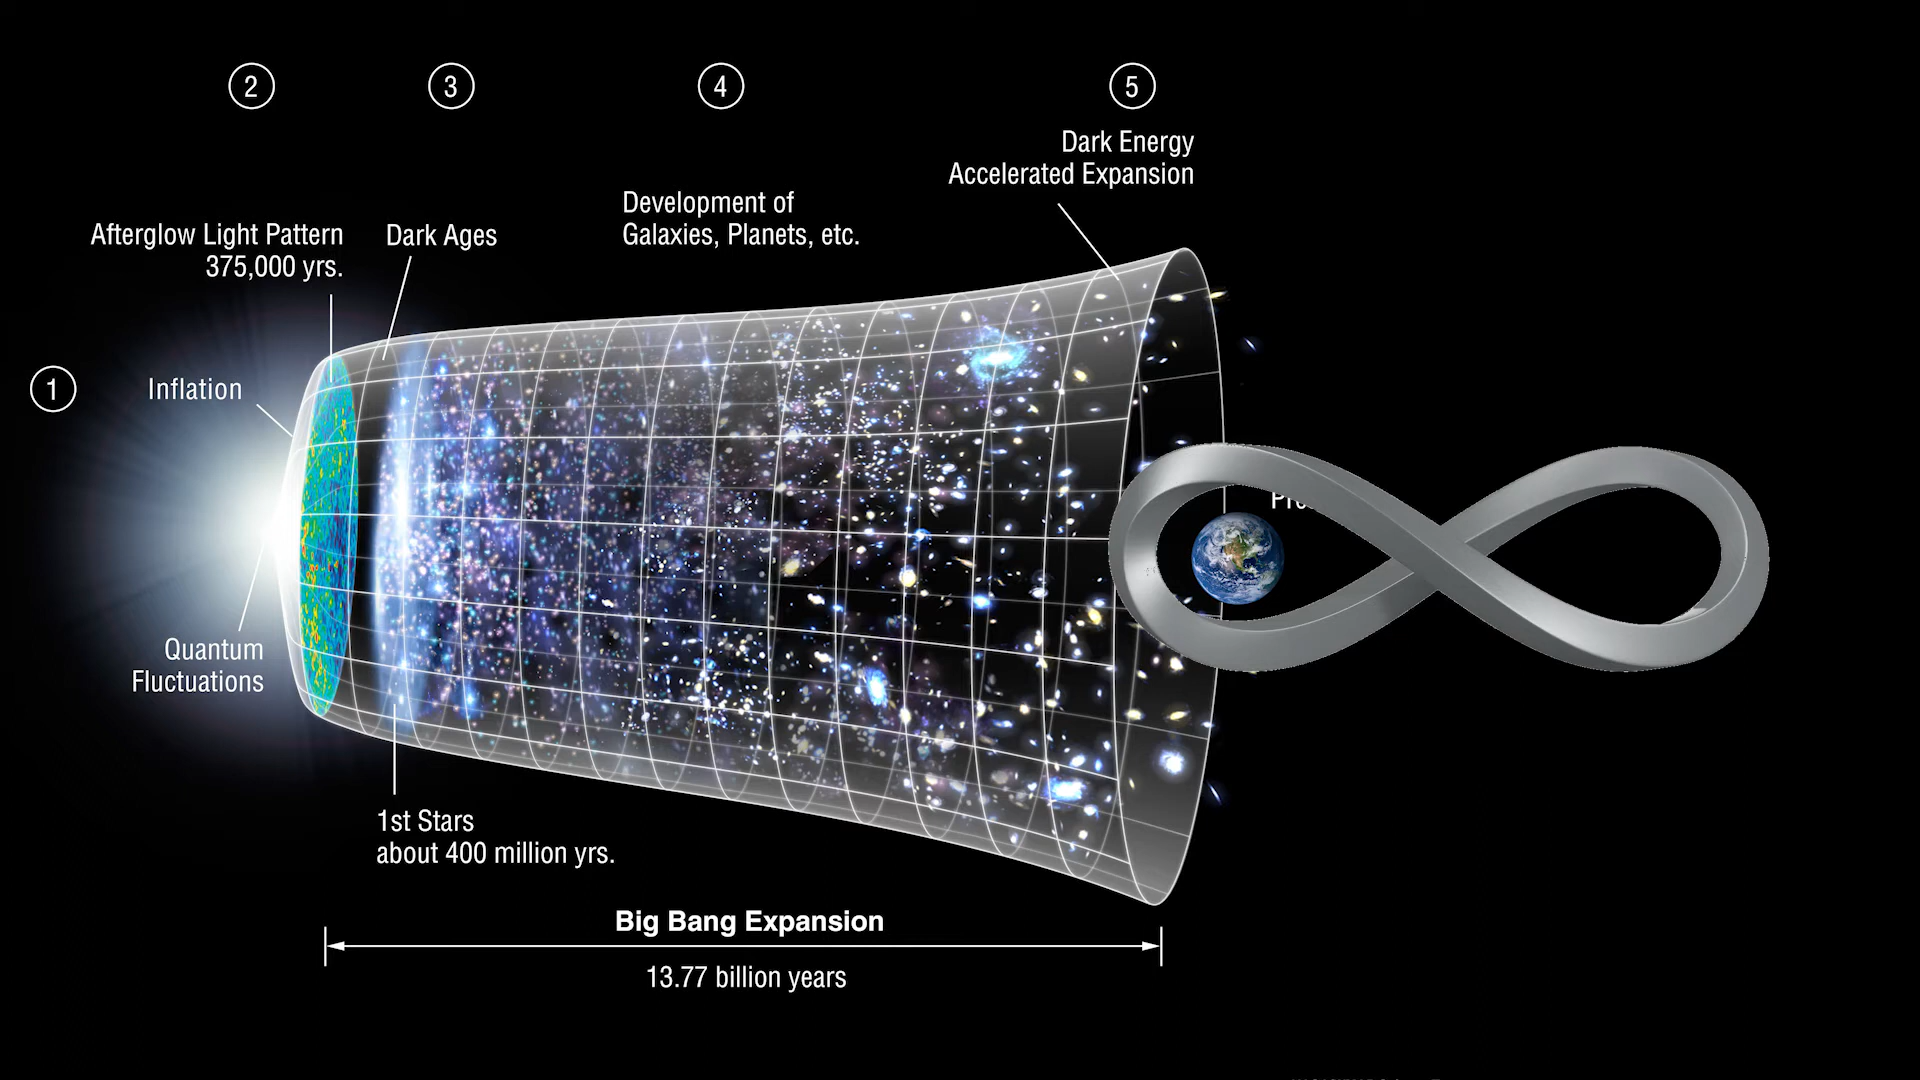 2
3
4
5
Dark Energy
Accelerated Expansion
Development of
Galaxies, Planets, etc.
Afterglow Light Pattern
375,000 yrs.
Dark Ages
1
Inflation
Quantum
Fluctuations
1st Stars
about 400 million yrs.
Big Bang Expansion
13.77 billion years